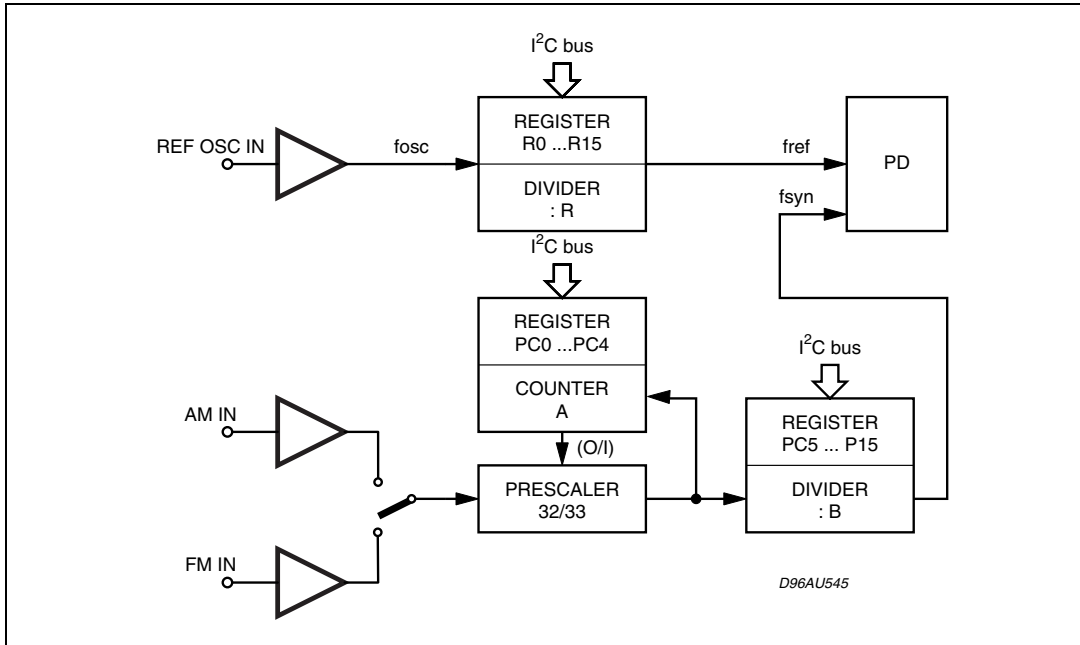 I²C bus
REF OSC IN
fosc
REGISTER
R0 ...R15
DIVIDER
: R
fref
fsyn
PD
I²C bus
REGISTER
PC0 ...PC4
COUNTER
A
(O/I)
I²C bus
REGISTER
PC5 ... P15
DIVIDER
: B
AM IN
PRESCALER
32/33
FM IN
D96AU545